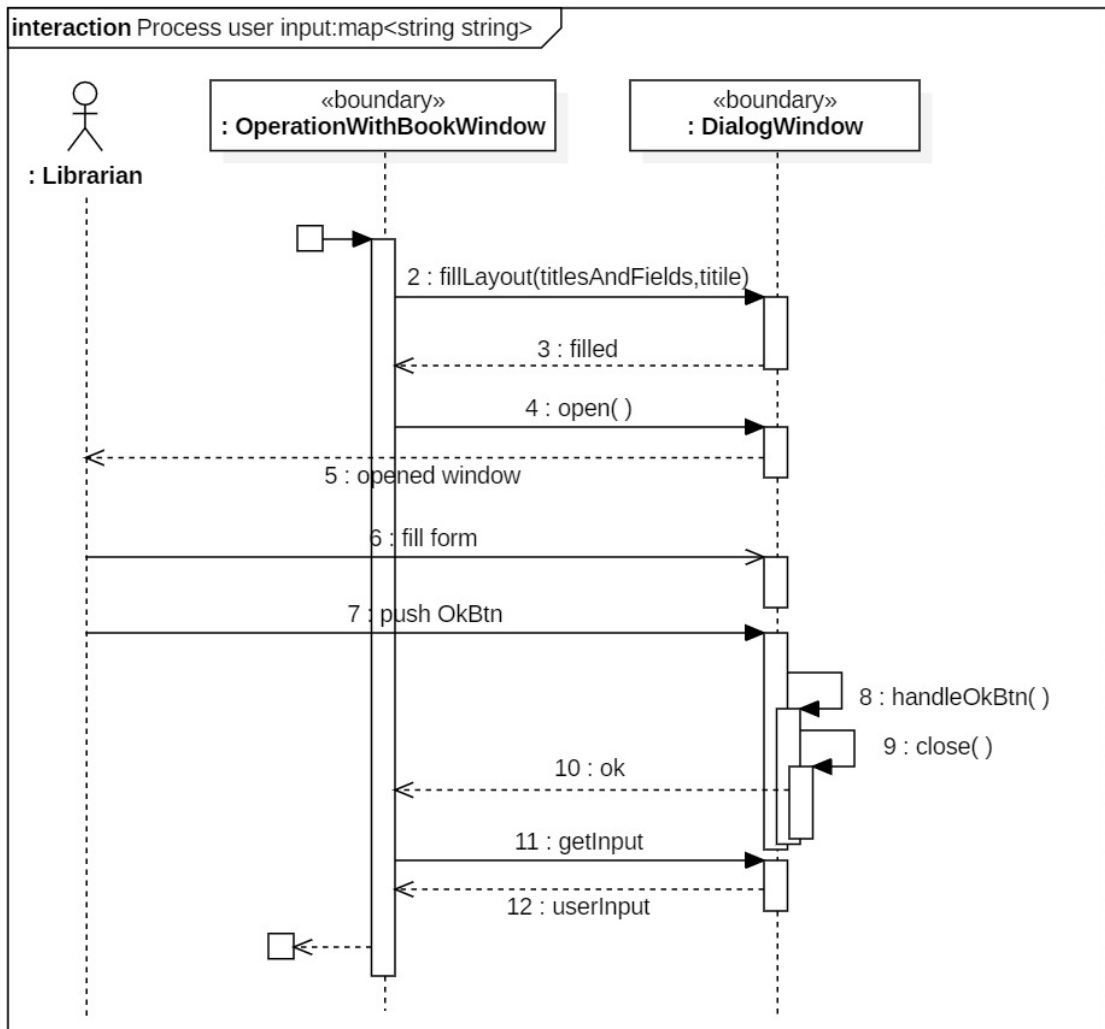 interaction Process user input:map<string string>
«boundary»
: OperationWithBookWindow
«boundary»
: DialogWindow
: Librarian
2 : fillLayout(titlesAndFields,titile)
3 : filled
4 : open( )
5 : opened window
6 : fill form
7 : push OkBtn
8 : handleOkBtn( )
9 : close( )
10 : ok
11 : getInput
12 : userInput